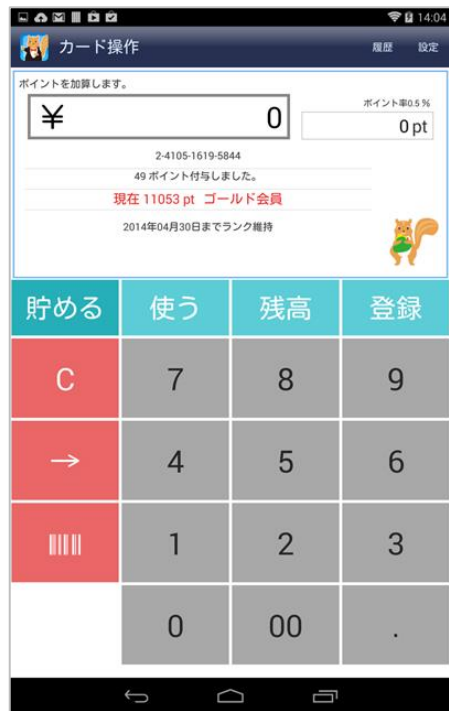 14:04
カード操作 履歴 設定
ポイントを加算します。
ポイント率0.5 %
¥ 0
0 pt
2-4105-1619-5844
49 ポイント付与しました。
現在 11053 pt ゴールド会員
2014年04月30日までランク維持
貯める 使う 残高 登録
C 7 8 9
→ 4 5 6
1 2 3
0 00 .